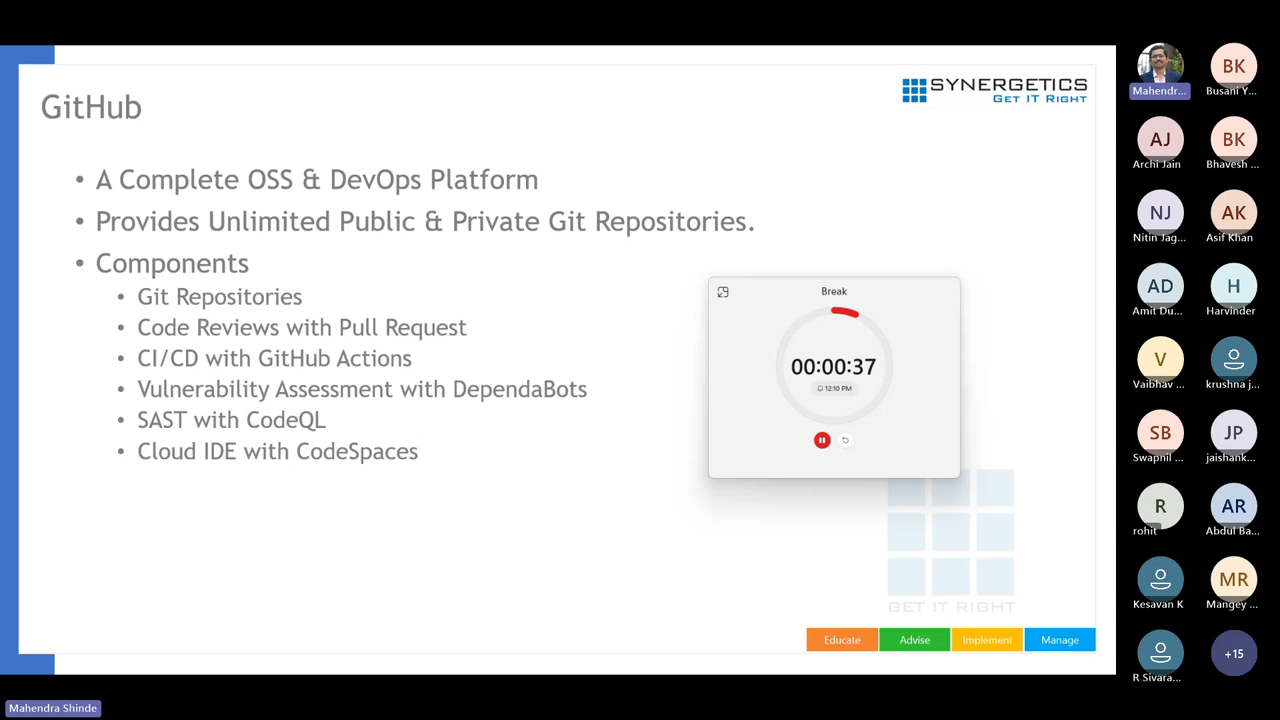 GitHub
SYNERGETICS
GET IT RIGHT
• A Complete OSS & DevOps Platform
• Provides Unlimited Public & Private Git Repositories.
• Components
• Git Repositories
• Code Reviews with Pull Request
• CI/CD with GitHub Actions
• Vulnerability Assessment with DependaBots
• SAST with CodeQL
• Cloud IDE with CodeSpaces
Break
00:00:37
12:10 PM
GET IT RIGHT
Educate Advise Implement Manage
Mahendra Shinde
Mahendr...
BK
Busani Y...
AJ
Archi Jain
BK
Bhavesh ...
NJ
Nitin Jag...
AK
Asif Khan
AD
Amit Du...
H
Harvinder
V
Vaibhav ...
krushna j...
SB
Swapnil ...
JP
jaishank...
R
rohit
AR
Abdul Ba...
Kesavan K
MR
Mangey ...
R Sivara...
+15